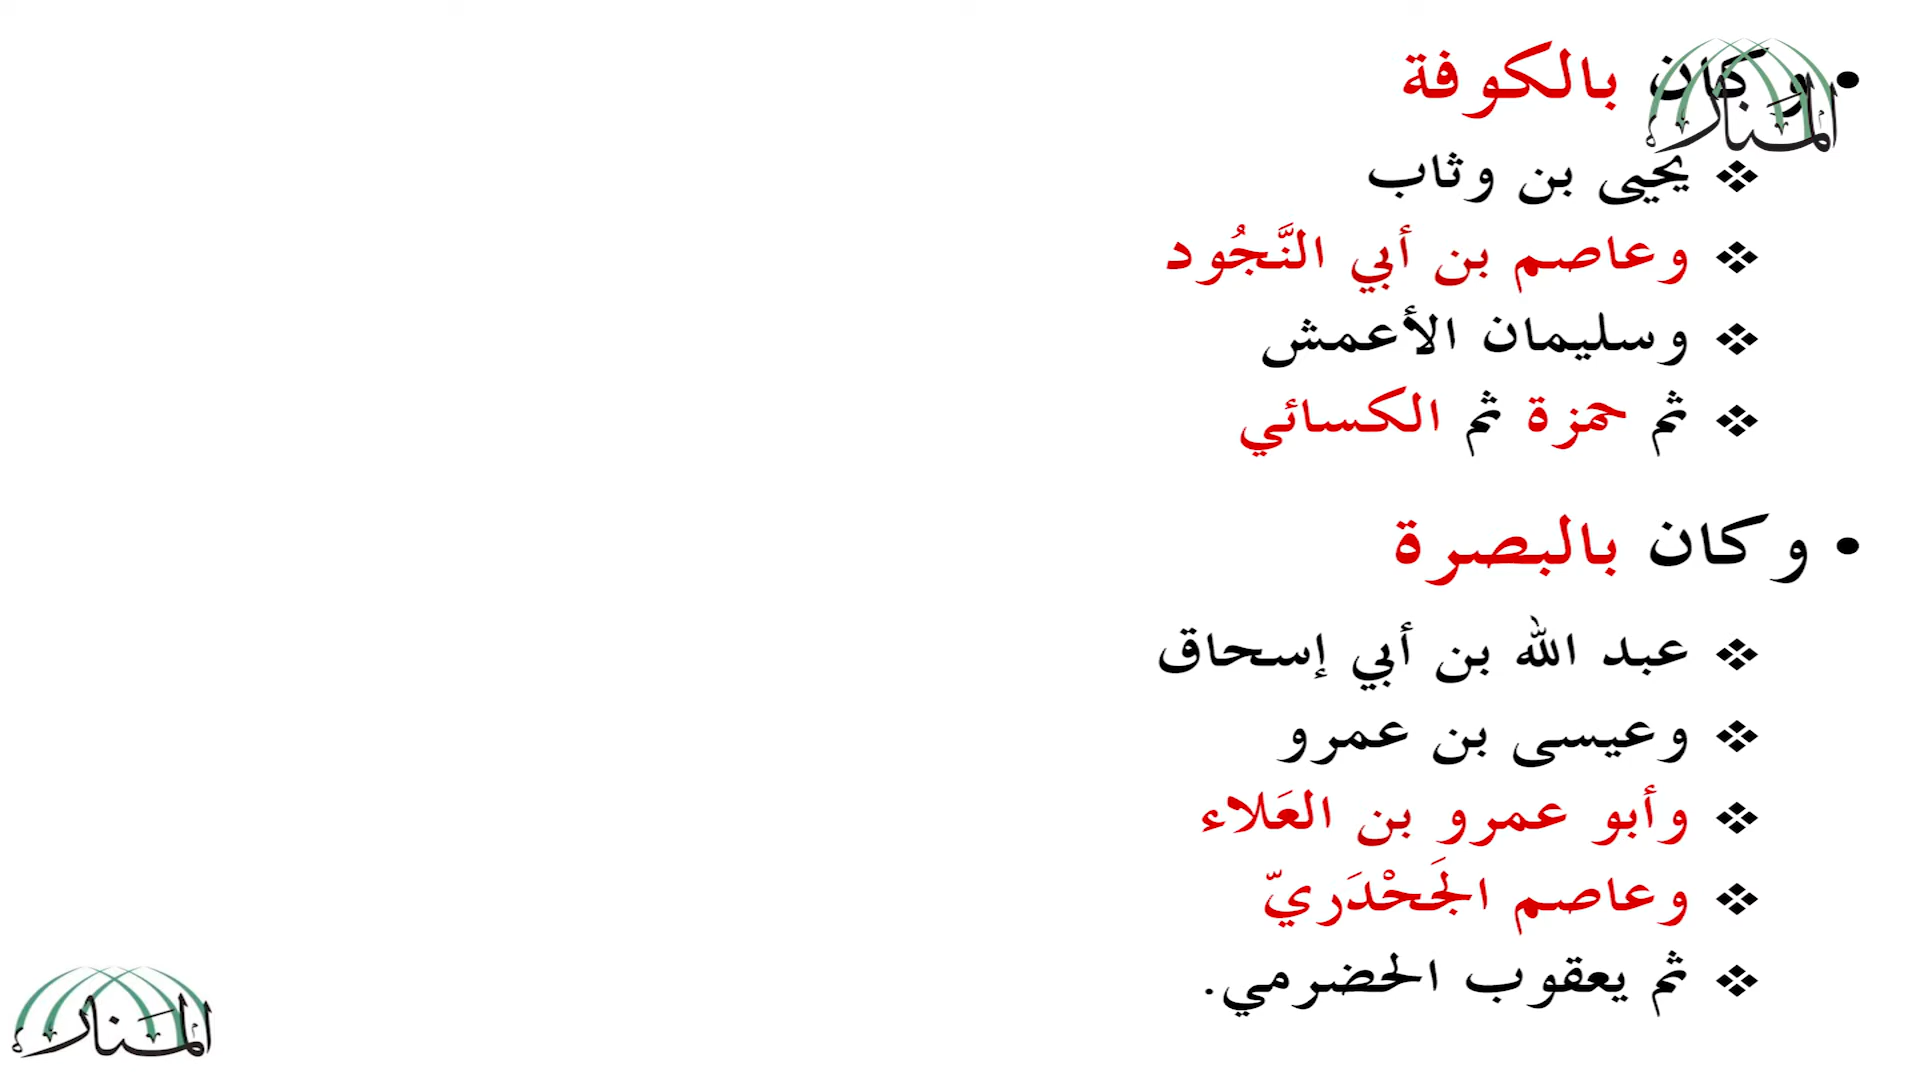 • وكان بالكوفة
المنار
❖ يحيى بن وثاب
❖ وعاصم بن أبي النَّجُود
❖ وسليمان الأعمش
❖ ثم حمزة ثم الكسائي
• وكان بالبصرة
❖ عبد الله بن أبي إسحاق
❖ وعيسى بن عمرو
❖ وأبو عمرو بن العَلاء
❖ وعاصم الجَحْدَريّ
❖ ثم يعقوب الحضرمي.
المنار